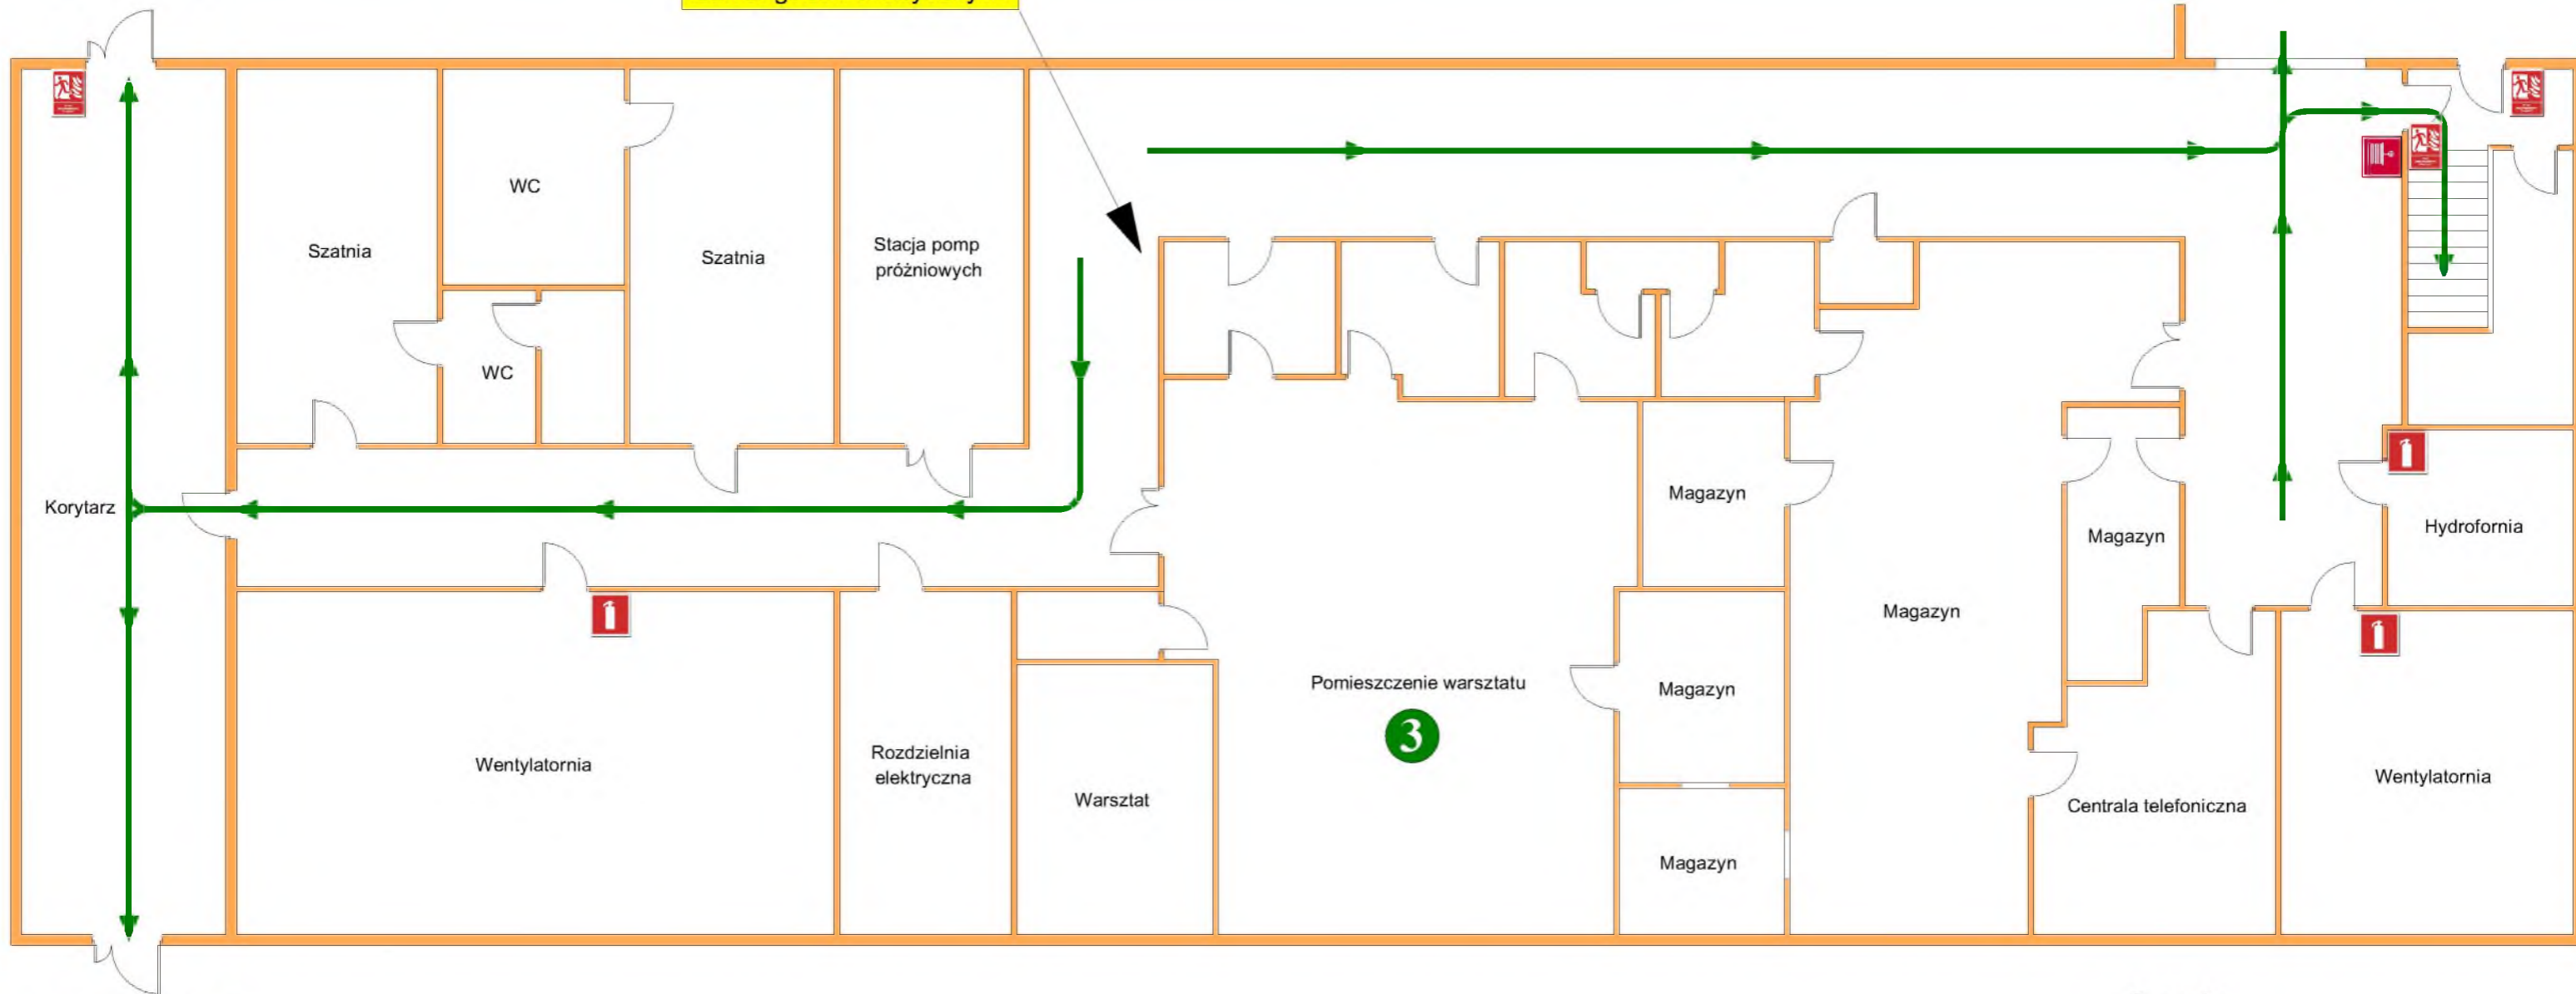 WC
Szatnia
Szatnia
Stacja pomp
próżniowych
WC
Korytarz
Magazyn
Magazyn
Hydrofornia
Magazyn
Pomieszczenie warsztatu
3
Magazyn
Wentylatornia
Rozdzielnia
elektryczna
Warsztat
Magazyn
Centrala telefoniczna
Wentylatornia